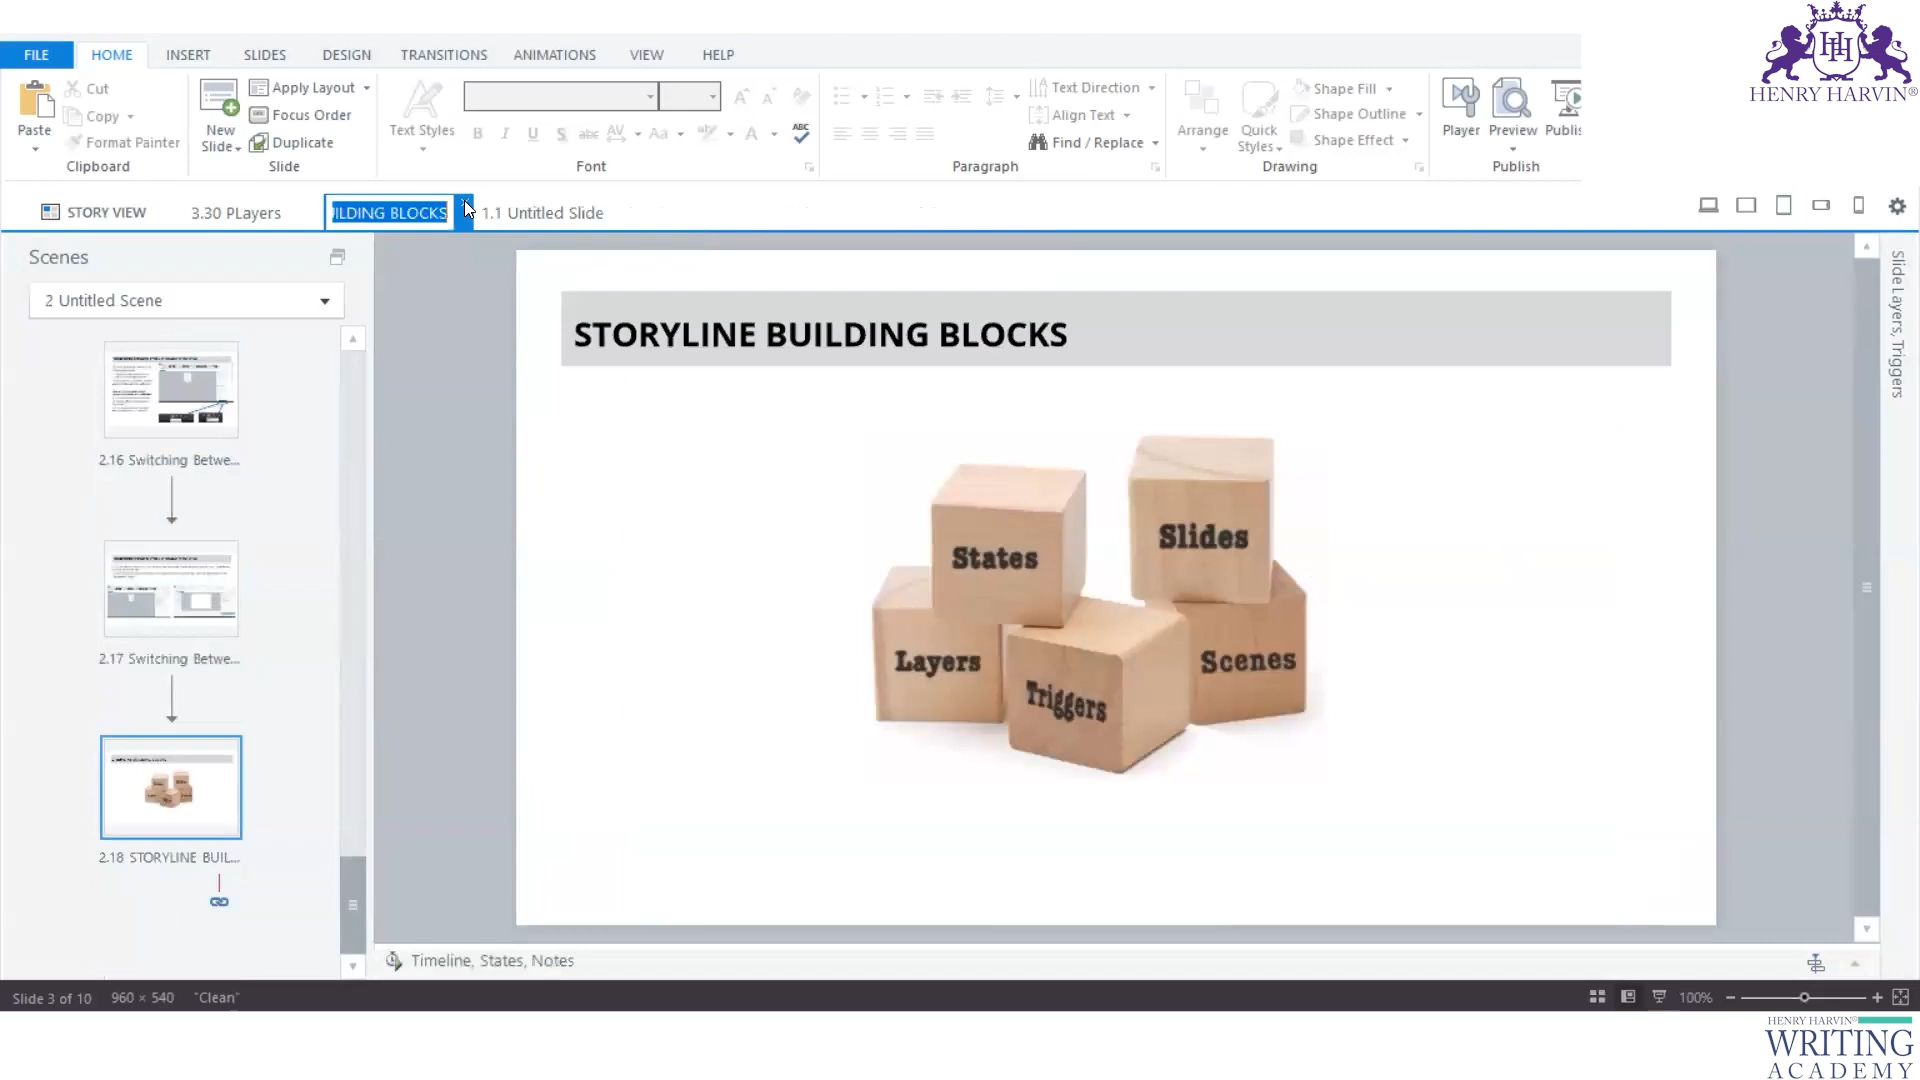 HENRY HARVIN®
FILE HOME INSERT SLIDES DESIGN TRANSITIONS ANIMATIONS VIEW HELP
Paste
Cut
Copy
Format Painter
Clipboard
New Slide
Apply Layout
Focus Order
Duplicate
Slide
Text Styles
B I U S abc AV Aa A ABC
Font
Text Direction
Align Text
Find / Replace
Paragraph
Arrange
Quick Styles
Shape Fill
Shape Outline
Shape Effect
Drawing
Player
Preview
Publis
Publish
STORY VIEW
3.30 PLayers
ILDING BLOCKS
1.1 Untitled Slide
Scenes
2 Untitled Scene
2.16 Switching Betwe...
2.17 Switching Betwe...
2.18 STORYLINE BUIL...
STORYLINE BUILDING BLOCKS
States
Slides
Layers
Triggers
Scenes
Slide Layers, Triggers
Timeline, States, Notes
Slide 3 of 10 960 × 540 "Clean"
100%
HENRY HARVIN®
WRITING
ACADEMY